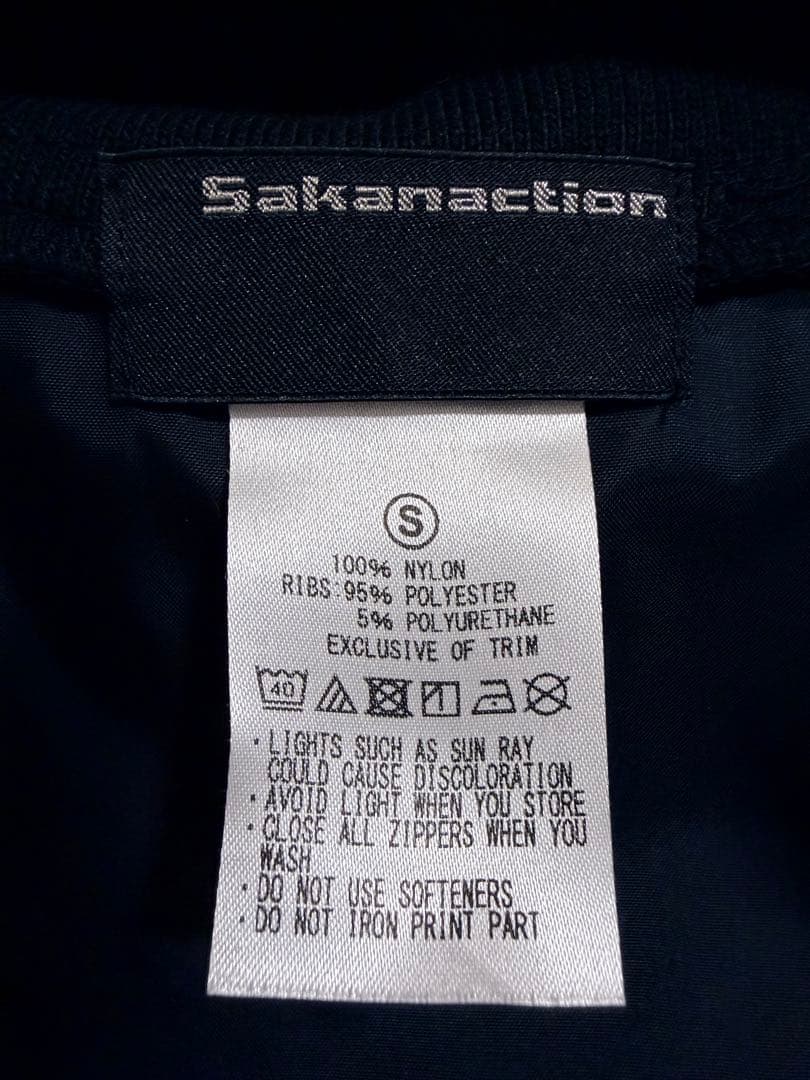 Sakanaction
S
100% NYLON
RIBS:95% POLYESTER
5% POLYURETHANE
EXCLUSIVE OF TRIM
40
・LIGHTS SUCH AS SUN RAY
COULD CAUSE DISCOLORATION
・AVOID LIGHT WHEN YOU STORE
・CLOSE ALL ZIPPERS WHEN YOU
WASH
・DO NOT USE SOFTENERS
・DO NOT IRON PRINT PART